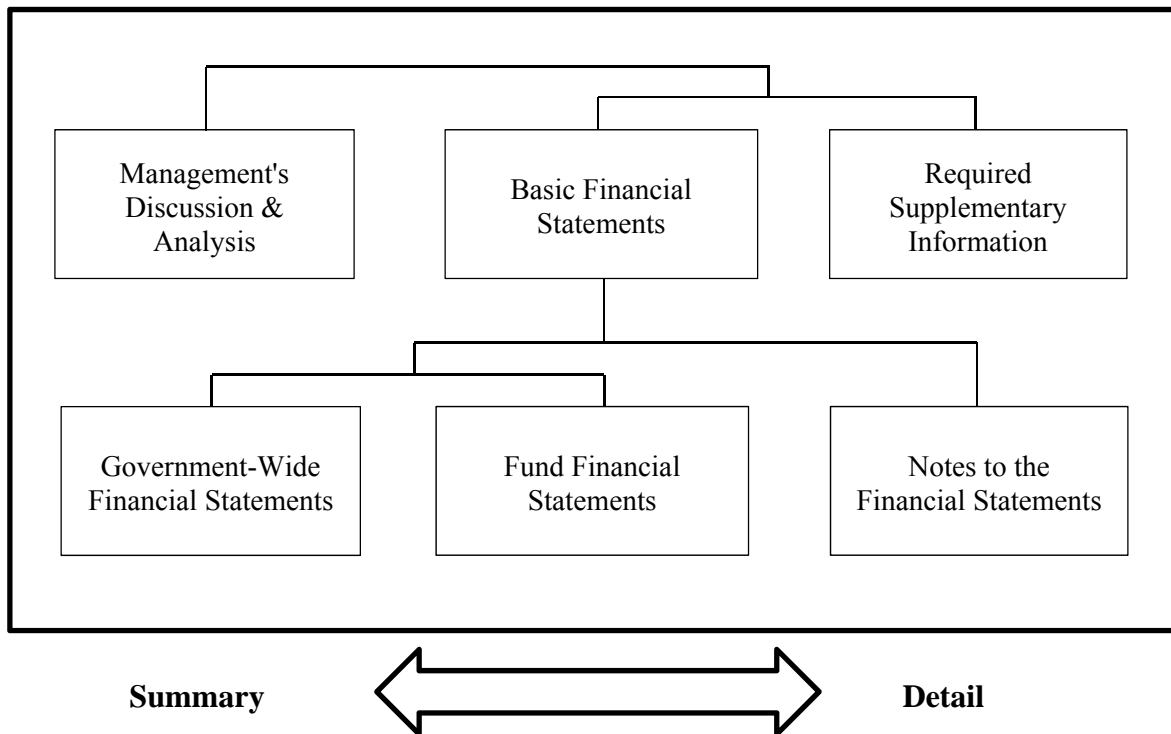 Management's
Discussion &
Analysis
Basic Financial
Statements
Required
Supplementary
Information
Government-Wide
Financial Statements
Fund Financial
Statements
Notes to the
Financial Statements
Summary
Detail